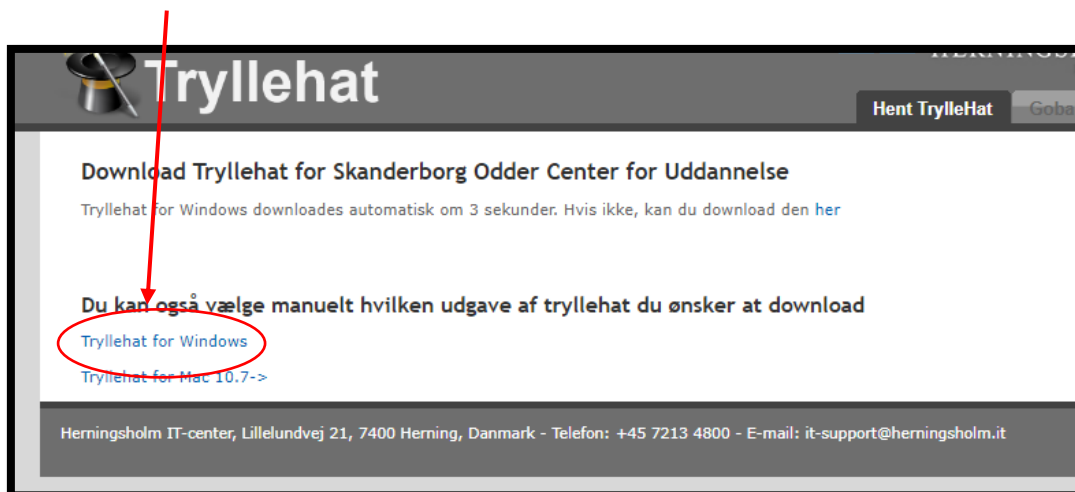 Tryllehat
Hent TrylleHat
Download Tryllehat for Skanderborg Odder Center for Uddannelse
Tryllehat for Windows downloades automatisk om 3 sekunder. Hvis ikke, kan du download den her
Du kan også vælge manuelt hvilken udgave af tryllehat du ønsker at download
Tryllehat for Windows
Tryllehat for Mac 10.7->
Herningsholm IT-center, Lillelundvej 21, 7400 Herning, Danmark - Telefon: +45 7213 4800 - E-mail: it-support@herningsholm.it